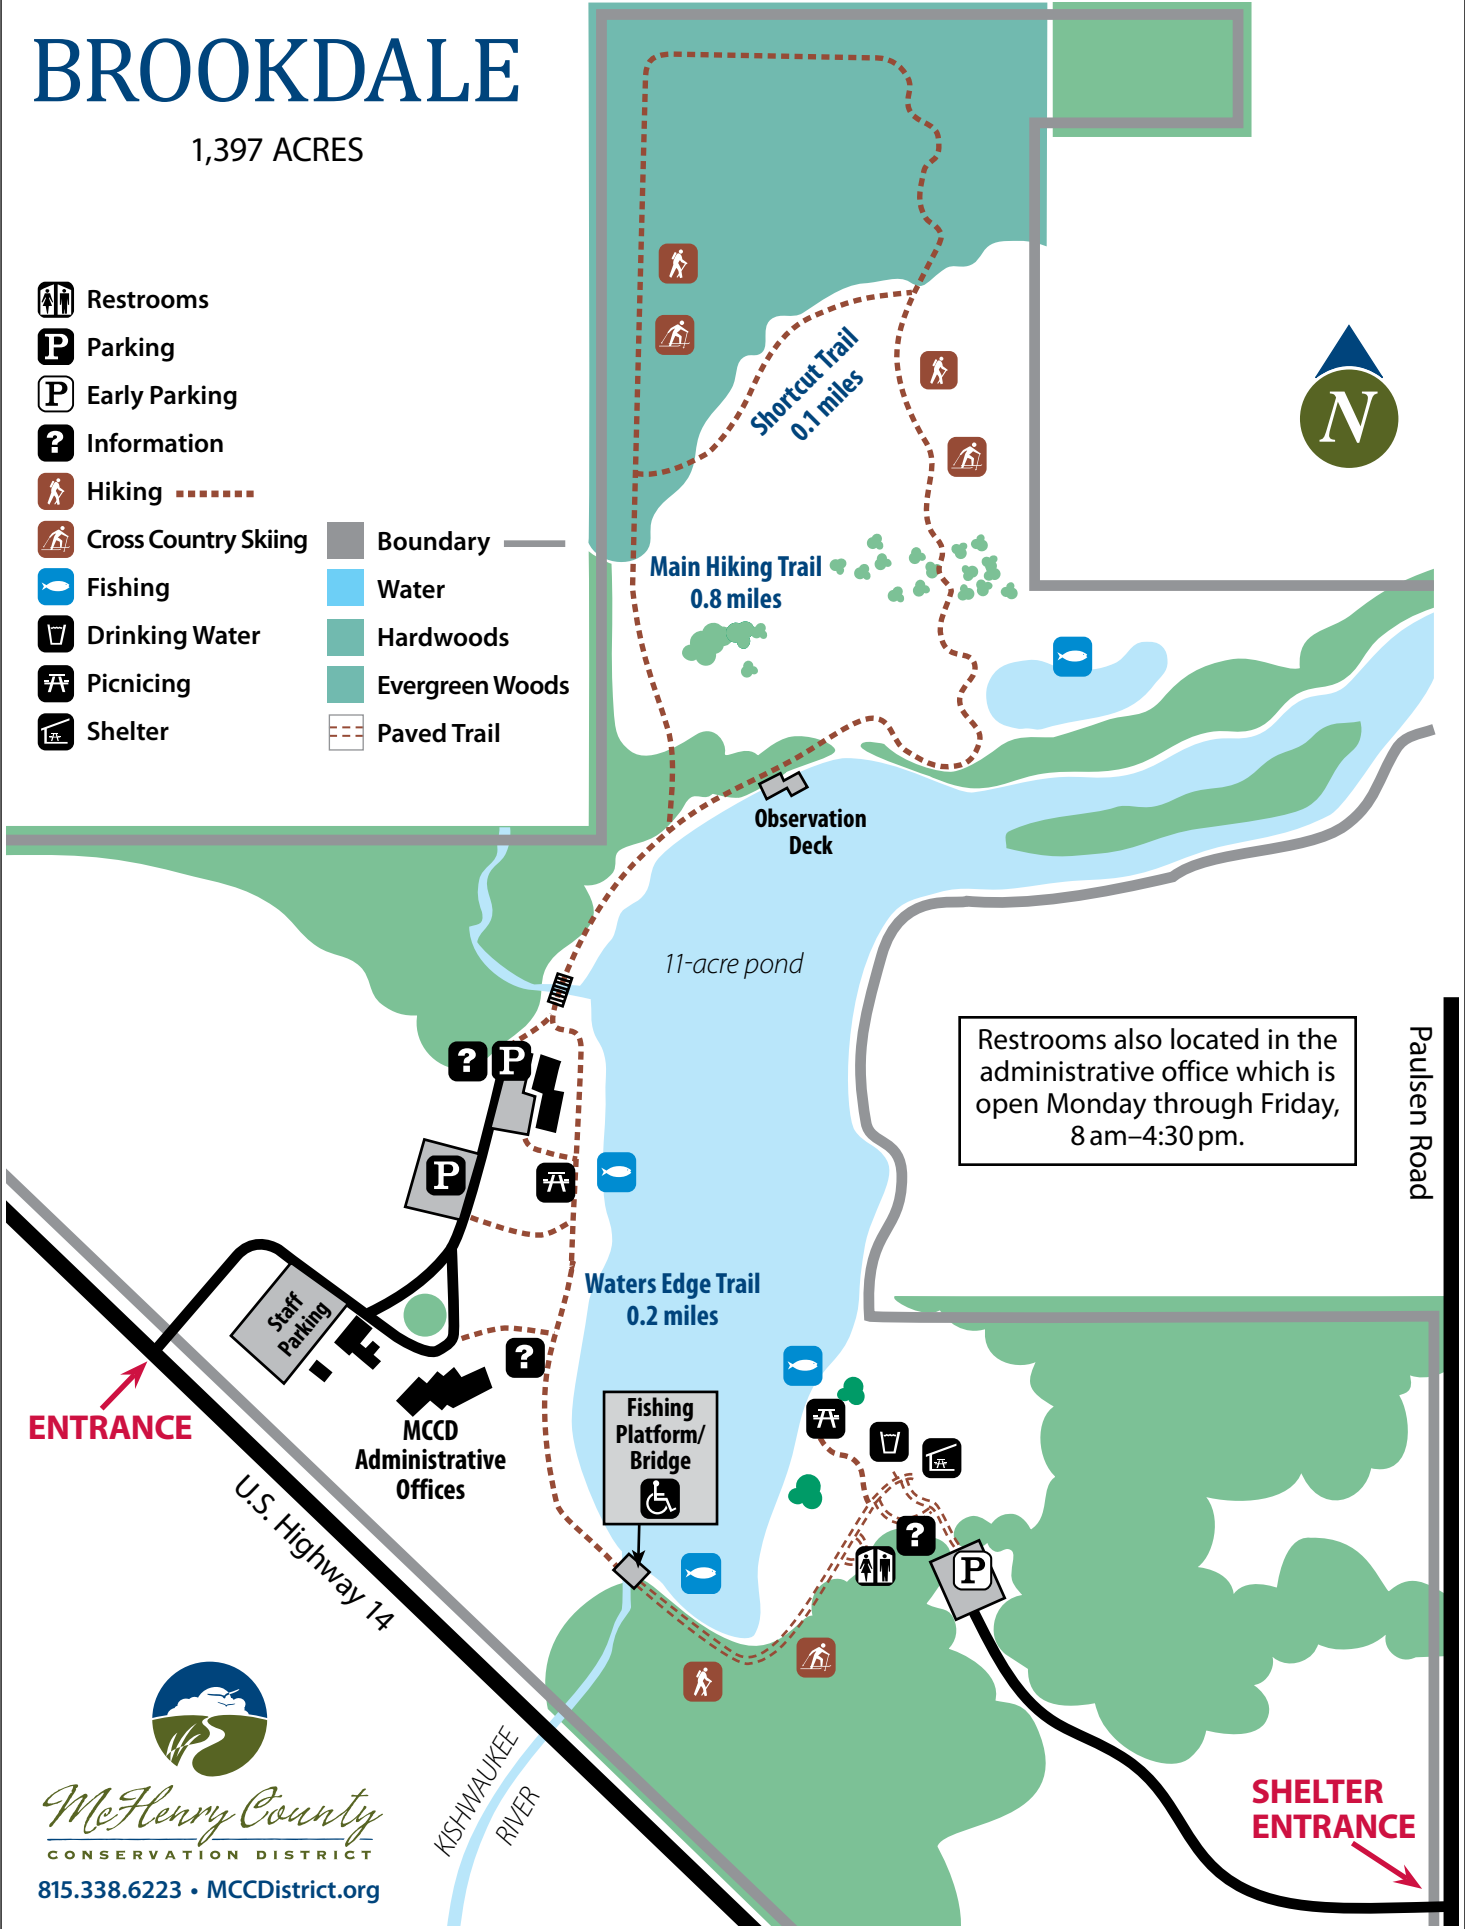 BROOKDALE
1,397 ACRES
Restrooms
P Parking
P Early Parking
? Information
Hiking
Cross Country Skiing
Fishing
Drinking Water
Picnicing
Shelter
Boundary
Water
Hardwoods
Evergreen Woods
Paved Trail
N
Shortcut Trail
0.1 miles
Main Hiking Trail
0.8 miles
Observation
Deck
11-acre pond
Restrooms also located in the
administrative office which is
open Monday through Friday,
8 am–4:30 pm.
Paulsen Road
? P
P
Waters Edge Trail
0.2 miles
Staff
Parking
?
ENTRANCE
MCCD
Administrative
Offices
Fishing
Platform/
Bridge
U.S. Highway 14
?
P
KISHWAUKEE
RIVER
SHELTER
ENTRANCE
McHenry County
CONSERVATION DISTRICT
815.338.6223 • MCCDistrict.org